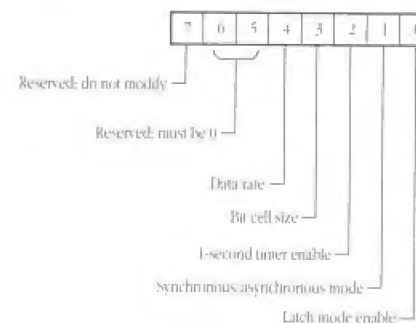 7 6 5 4 3 2 1
Reserved: do not modify
Reserved: must be 0
Data rate
Bit cell size
1-second timer enable
Synchronous/asynchronous mode
Latch mode enable